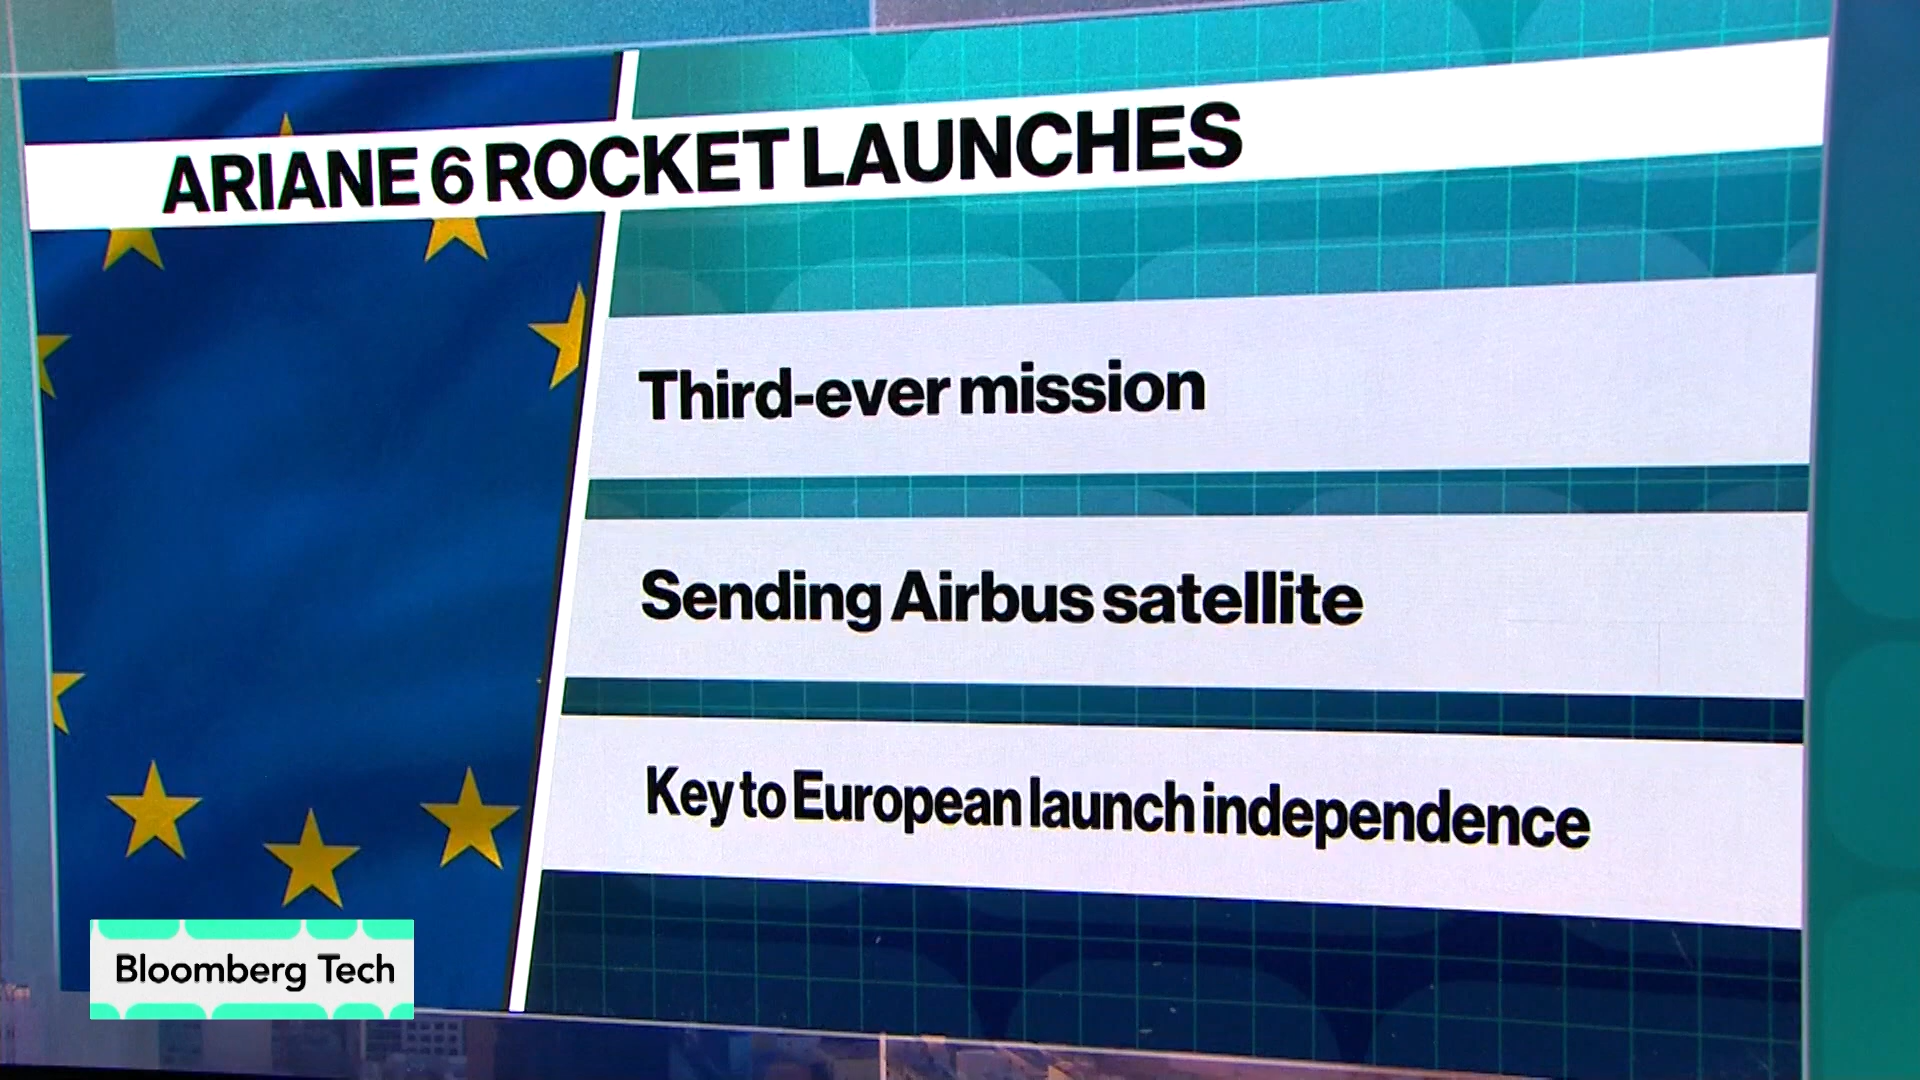 ARIANE 6 ROCKET LAUNCHES
Third-ever mission
Sending Airbus satellite
Key to European launch independence
Bloomberg Tech